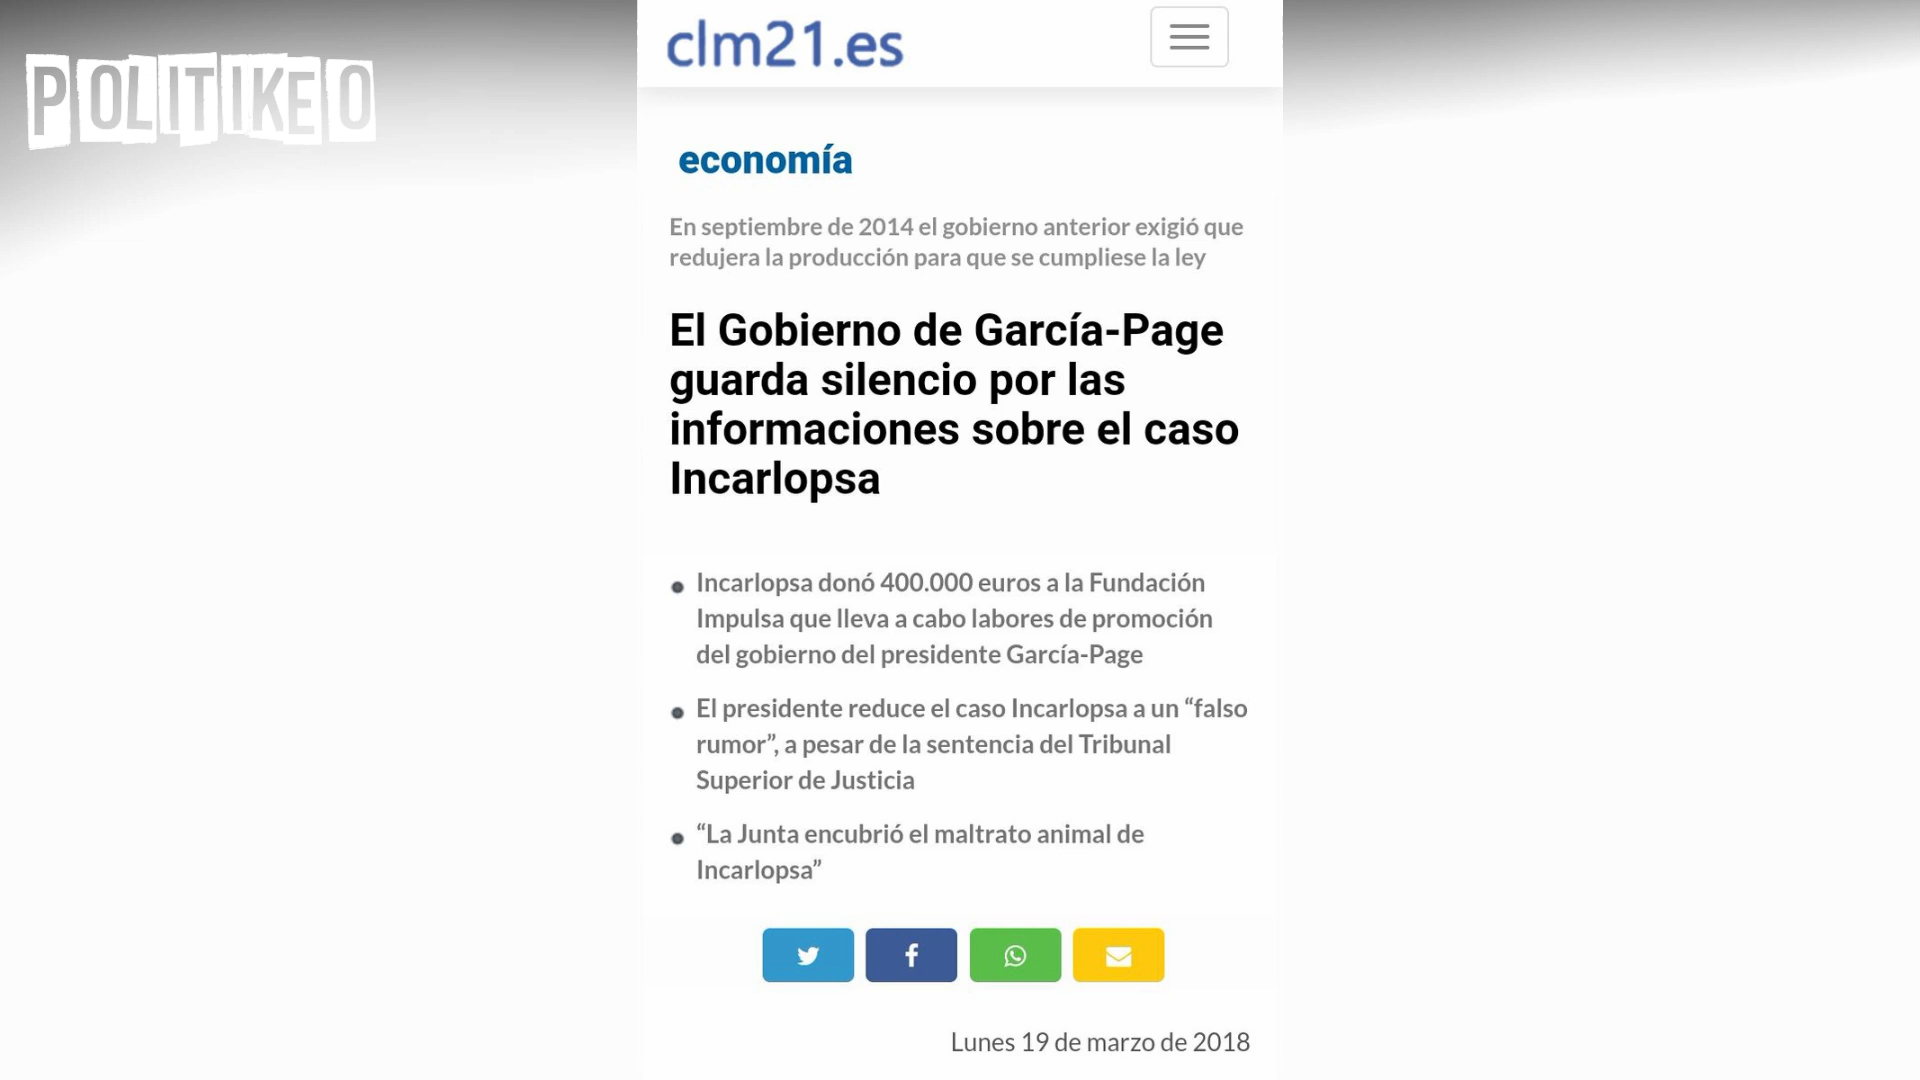 POLITIKEO
clm21.es
economía
En septiembre de 2014 el gobierno anterior exigió que
redujera la producción para que se cumpliese la ley
El Gobierno de García-Page
guarda silencio por las
informaciones sobre el caso
Incarlopsa
Incarlopsa donó 400.000 euros a la Fundación
Impulsa que lleva a cabo labores de promoción
del gobierno del presidente García-Page
El presidente reduce el caso Incarlopsa a un “falso
rumor”, a pesar de la sentencia del Tribunal
Superior de Justicia
“La Junta encubrió el maltrato animal de
Incarlopsa”
Lunes 19 de marzo de 2018